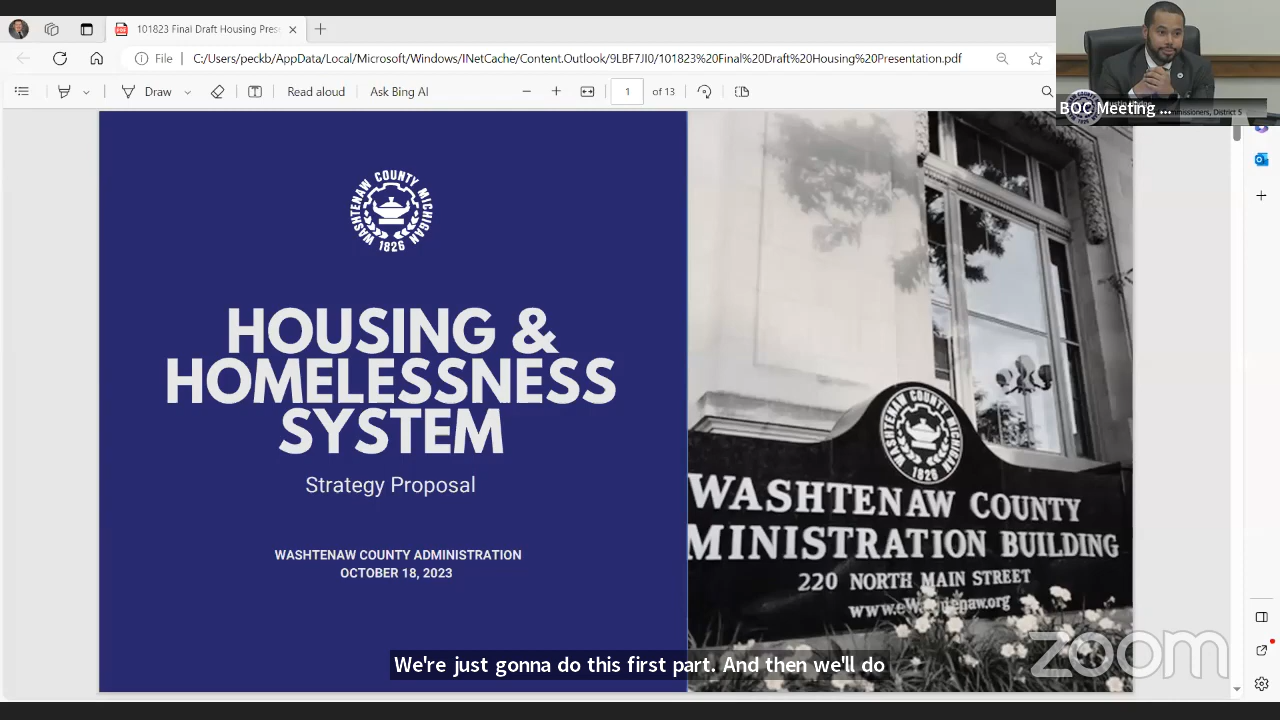 101823 Final Draft Housing Pres
File
C:/Users/peckb/AppData/Local/Microsoft/Windows/INetCache/Content.Outlook/9LBF7JI0/101823%20Final%20Draft%20Housing%20Presentation.pdf
Draw
Read aloud
Ask Bing AI
1 of 13
BOC Meeting ...
mmissioners, District 5
WASHTENAW COUNTY MICHIGAN
1826
HOUSING &
HOMELESSNESS
SYSTEM
Strategy Proposal
WASHTENAW COUNTY ADMINISTRATION
OCTOBER 18, 2023
WASHTENAW COUNTY MICHIGAN
1826
WASHTENAW COUNTY
MINISTRATION BUILDING
220 NORTH MAIN STREET
www.ewashtenaw.org
We're just gonna do this first part. And then we'll do
zoom